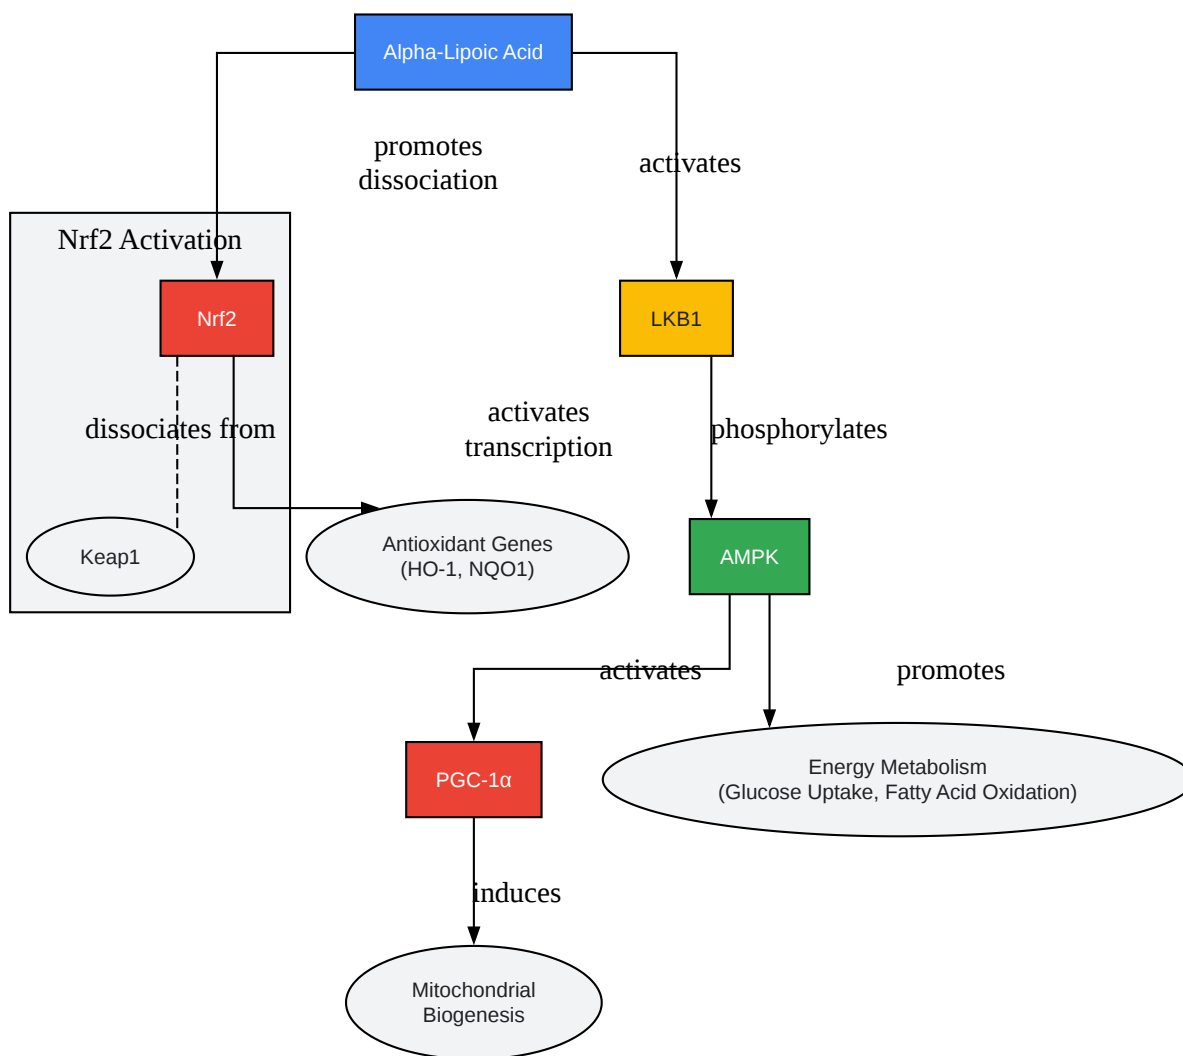 Alpha-Lipoic Acid
promotes
dissociation
activates
Nrf2 Activation
Nrf2
LKB1
dissociates from
activates
transcription
phosphorylates
Keap1
Antioxidant Genes
(HO-1, NQO1)
AMPK
activates
promotes
PGC-1α
Energy Metabolism
(Glucose Uptake, Fatty Acid Oxidation)
induces
Mitochondrial
Biogenesis